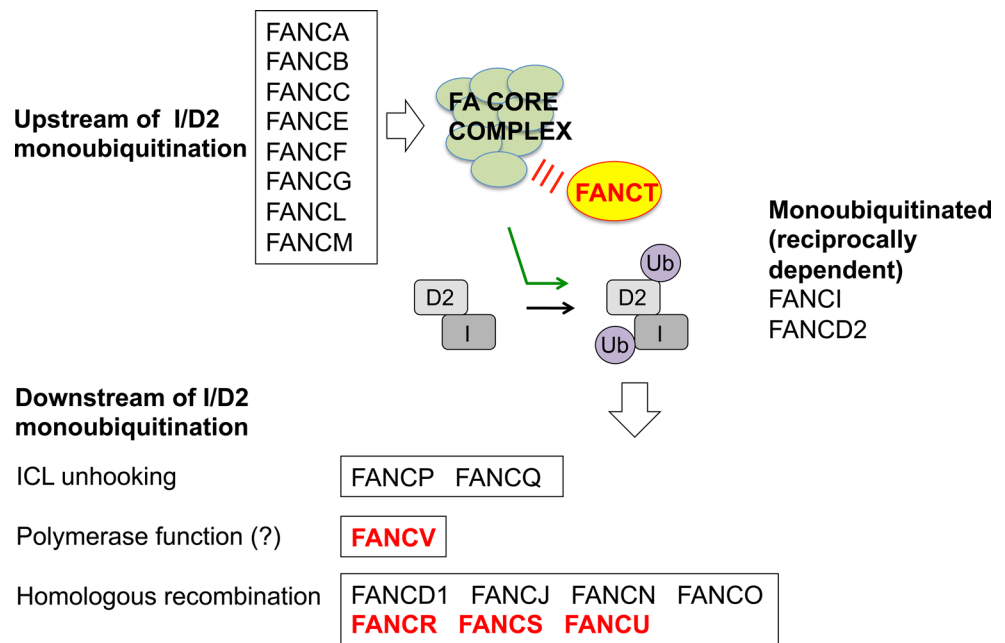 FANCA
FANCB
FANCC
FANCE
FANCF
FANCG
FANCL
FANCM
Upstream of I/D2
monoubiquitination
FA CORE
COMPLEX
FANCT
Monoubiquitinated
(reciprocally
dependent)
FANCI
FANCD2
D2
I
Ub
D2
Ub
I
Downstream of I/D2
monoubiquitination
ICL unhooking
FANCP FANCQ
Polymerase function (?)
FANCV
Homologous recombination
FANCD1 FANCJ FANCN FANCO
FANCR FANCS FANCU